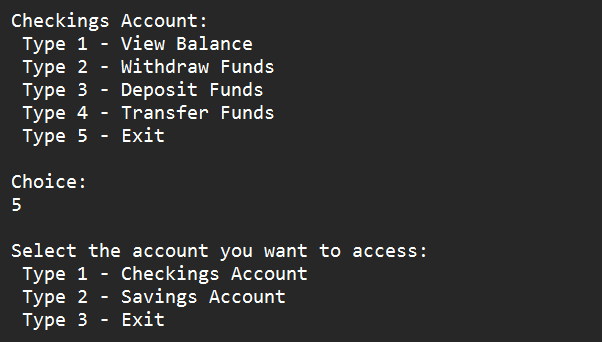 Checkings Account:
Type 1 - View Balance
Type 2 - Withdraw Funds
Type 3 - Deposit Funds
Type 4 - Transfer Funds
Type 5 - Exit
Choice:
5
Select the account you want to access:
Type 1 - Checkings Account
Type 2 - Savings Account
Type 3 - Exit